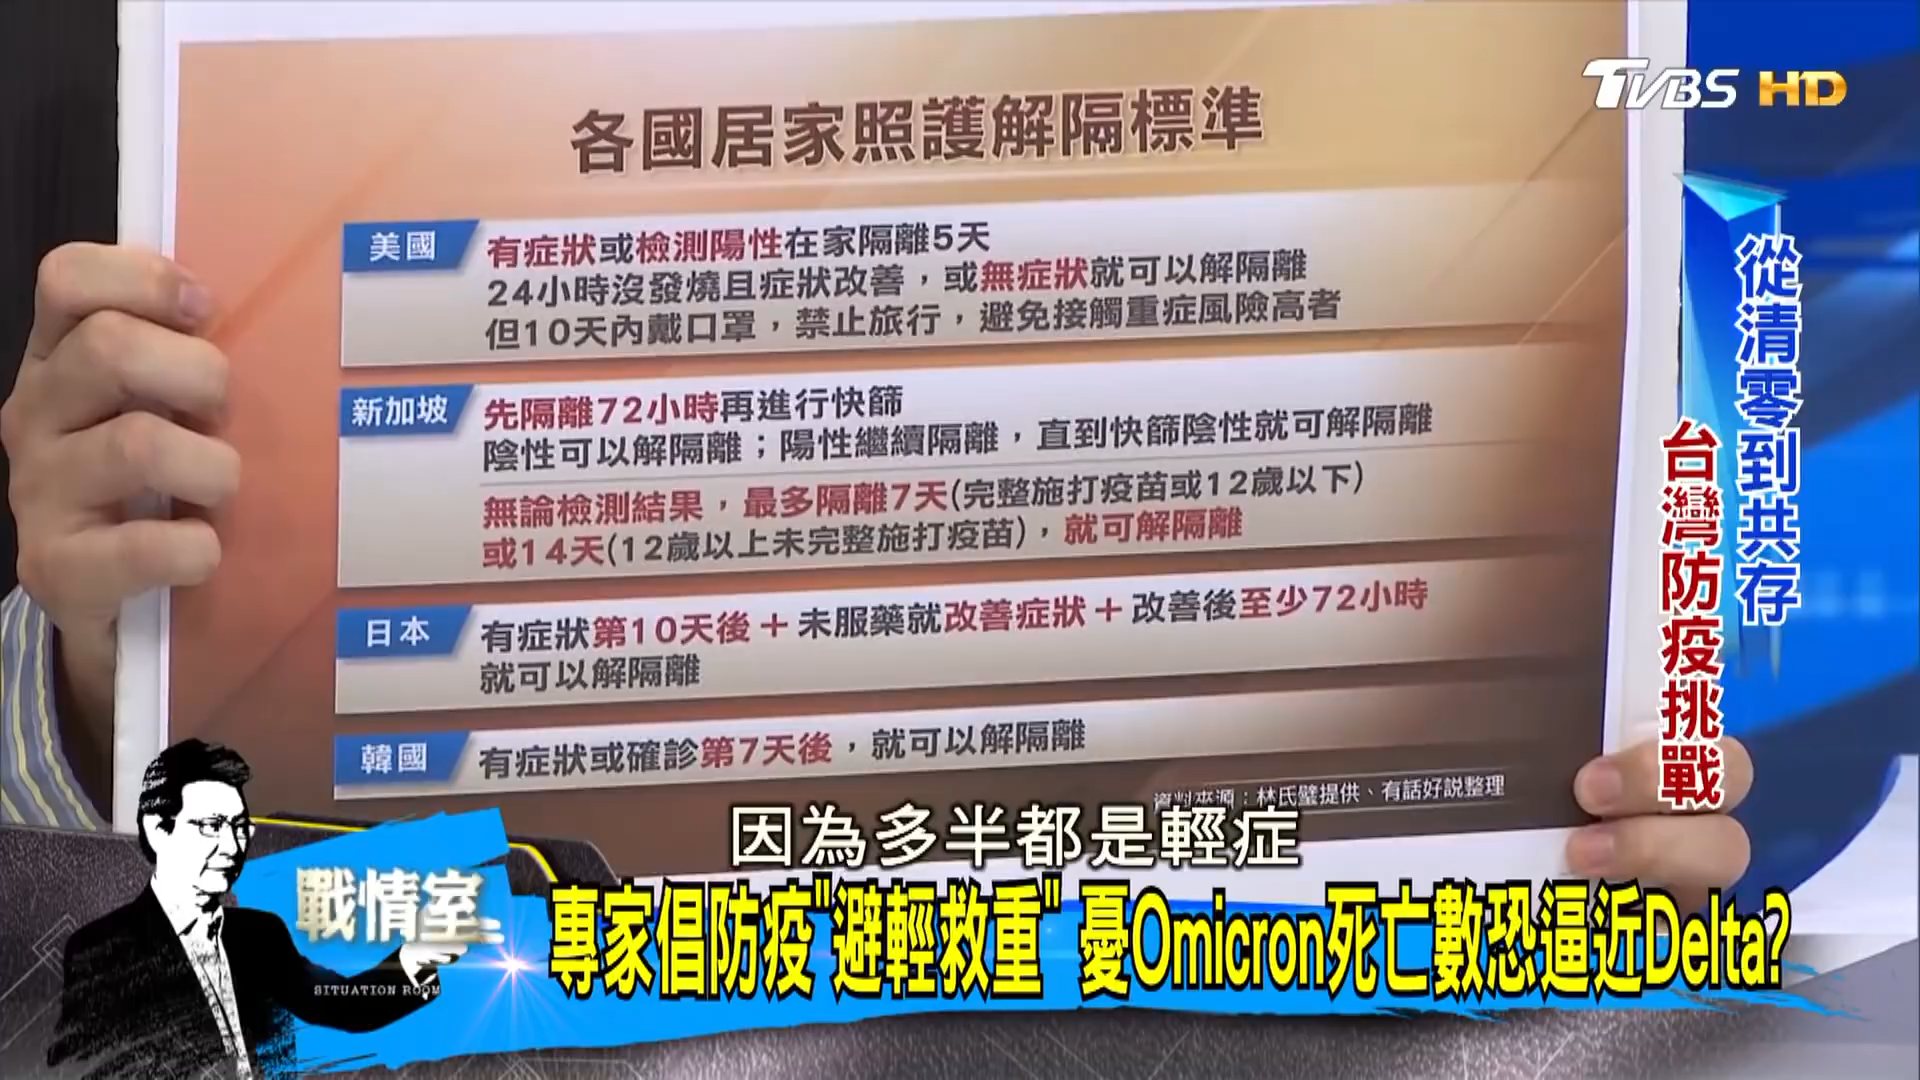 TVBS HD
各國居家照護解隔標準
美國
有症狀或檢測陽性在家隔離5天
24小時沒發燒且症狀改善，或無症狀就可以解隔離
但10天內戴口罩，禁止旅行，避免接觸重症風險高者
新加坡
先隔離72小時再進行快篩
陰性可以解隔離；陽性繼續隔離，直到快篩陰性就可解隔離
無論檢測結果，最多隔離7天(完整施打疫苗或12歲以下)
或14天(12歲以上未完整施打疫苗)，就可解隔離
日本
有症狀第10天後＋未服藥就改善症狀＋改善後至少72小時
就可以解隔離
韓國
有症狀或確診第7天後，就可以解隔離
資料來源：林氏璧提供、有話好說整理
從清零到共存
台灣防疫挑戰
因為多半都是輕症
戰情室
SITUATION ROOM
專家倡防疫"避輕救重" 憂Omicron死亡數恐逼近Delta?